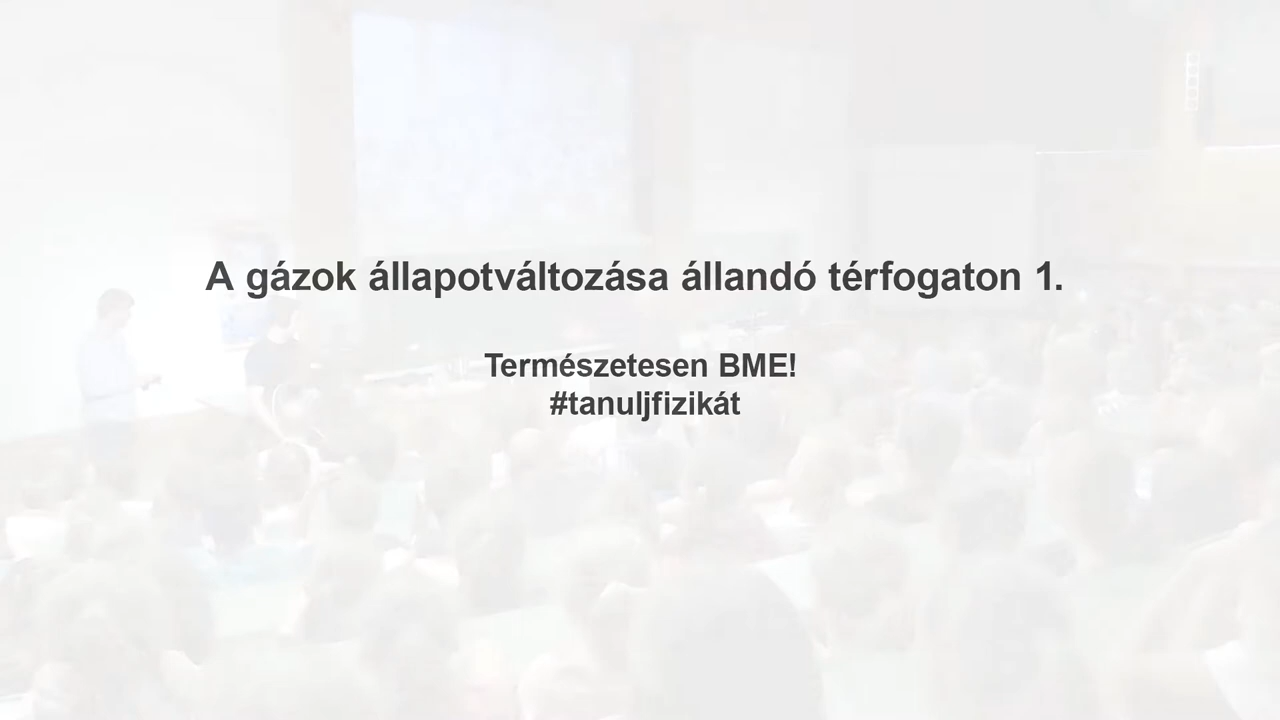 A gázok állapotváltozása állandó térfogaton 1.
Természetesen BME!
#tanuljfizikát